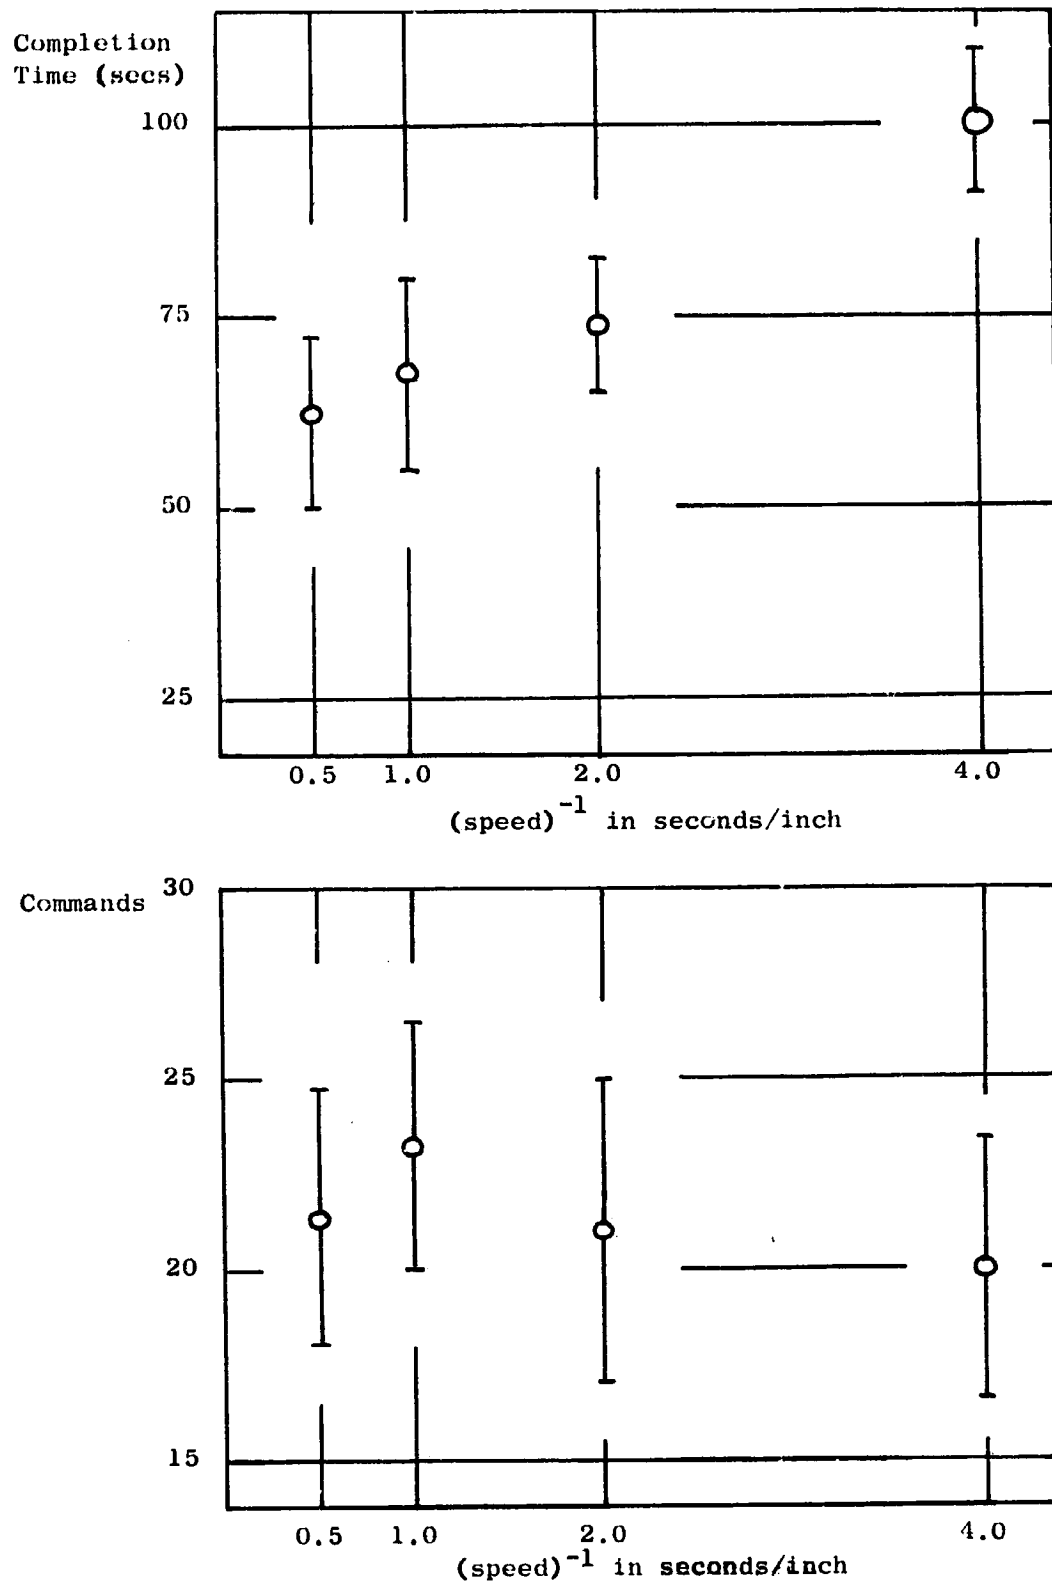 Completion
Time (secs)
100
75
50
25
0.5 1.0 2.0 4.0
(speed)^-1 in seconds/inch
Commands
30
25
20
15
0.5 1.0 2.0 4.0
(speed)^-1 in seconds/inch